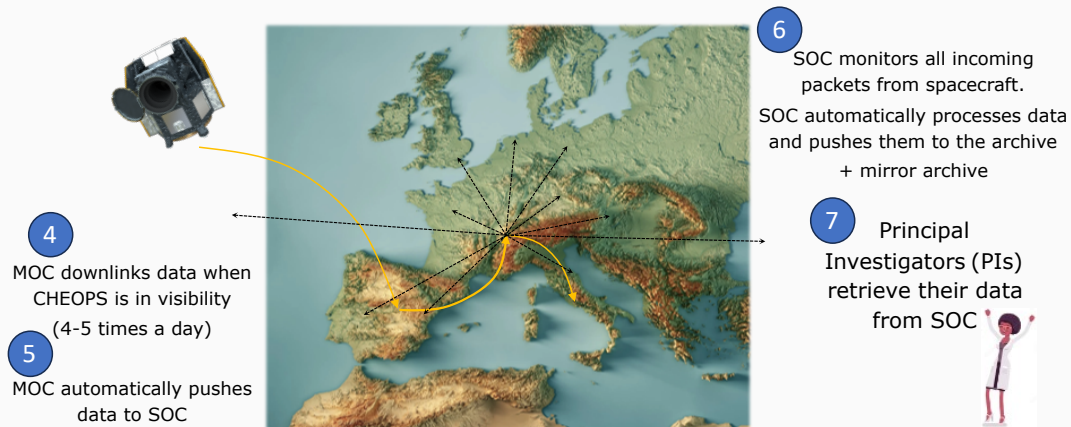 4
MOC downlinks data when
CHEOPS is in visibility
(4-5 times a day)
5
MOC automatically pushes
data to SOC
6
SOC monitors all incoming
packets from spacecraft.
SOC automatically processes data
and pushes them to the archive
+ mirror archive
7
Principal
Investigators (PIs)
retrieve their data
from SOC